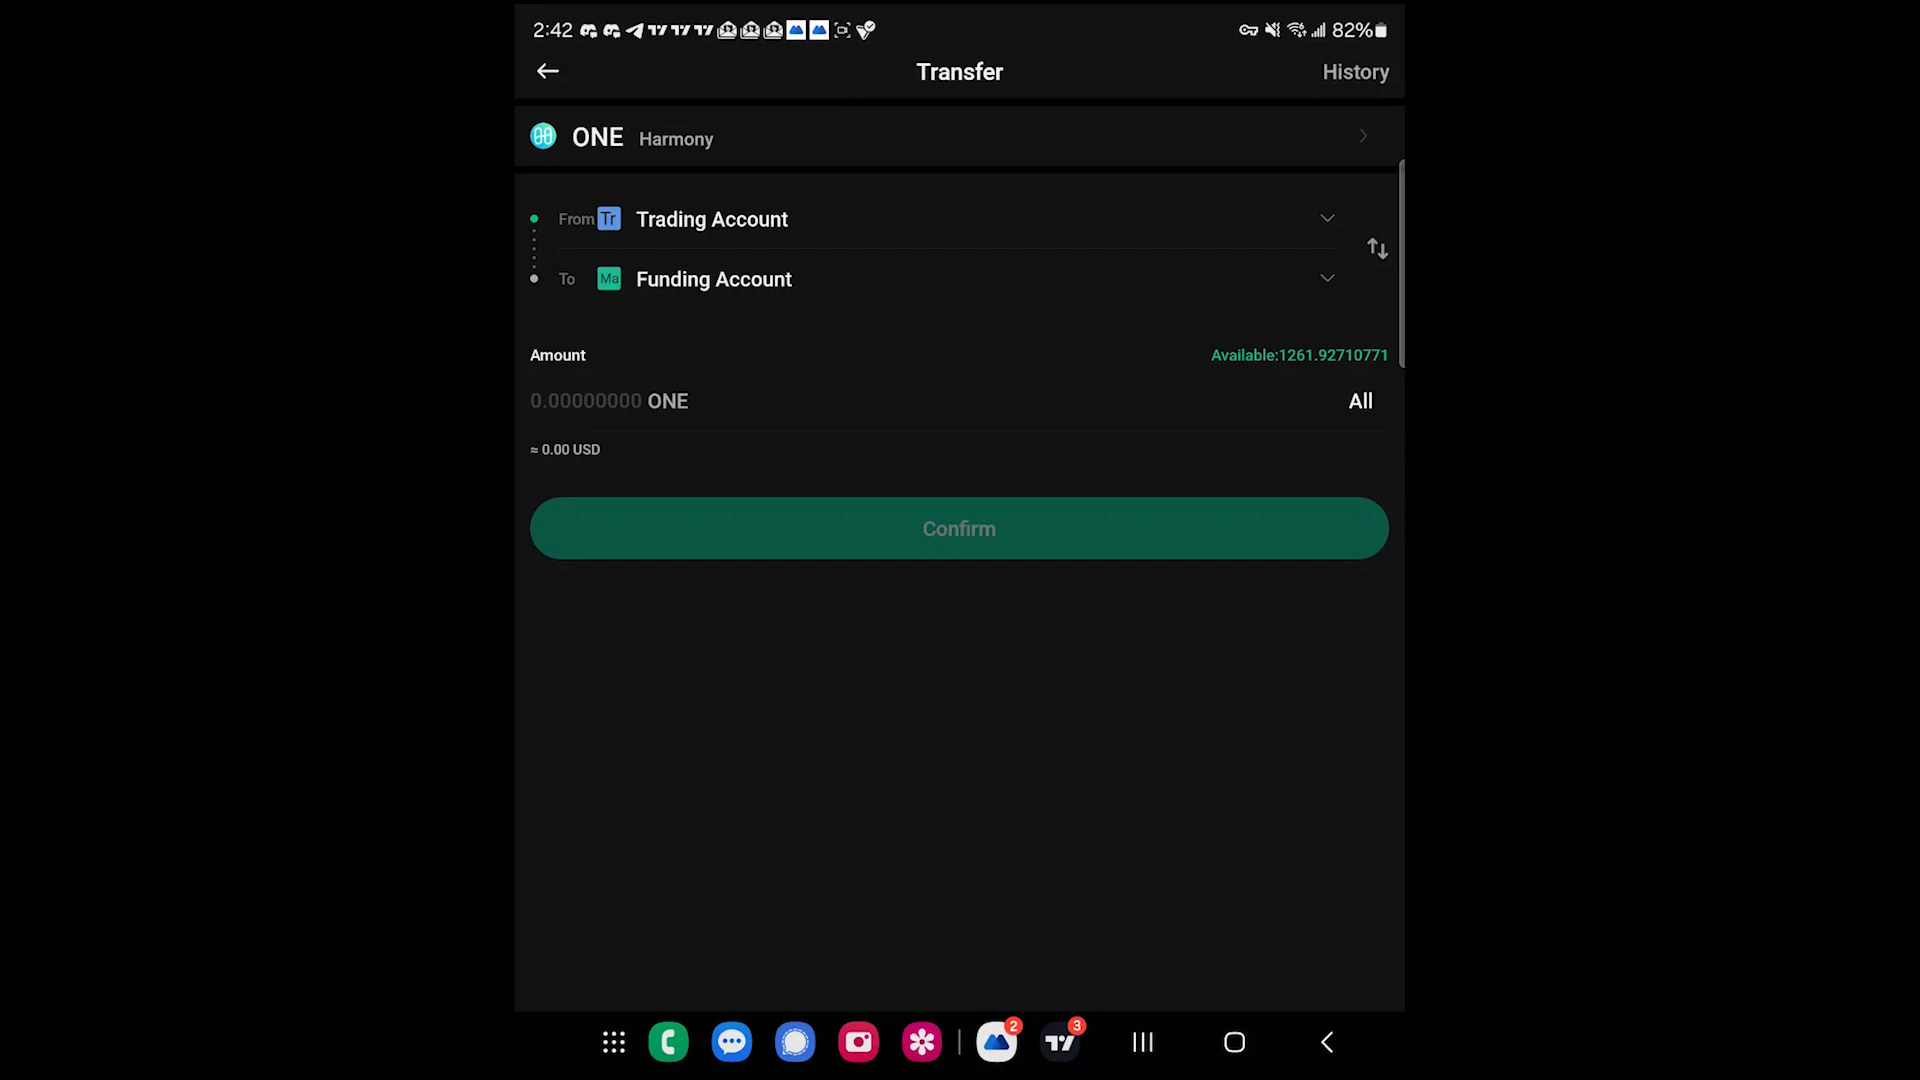 2:42 82%
Transfer History
ONE Harmony
From Tr Trading Account
To Ma Funding Account
Amount Available:1261.92710771
0.00000000 ONE All
≈ 0.00 USD
Confirm
2 3